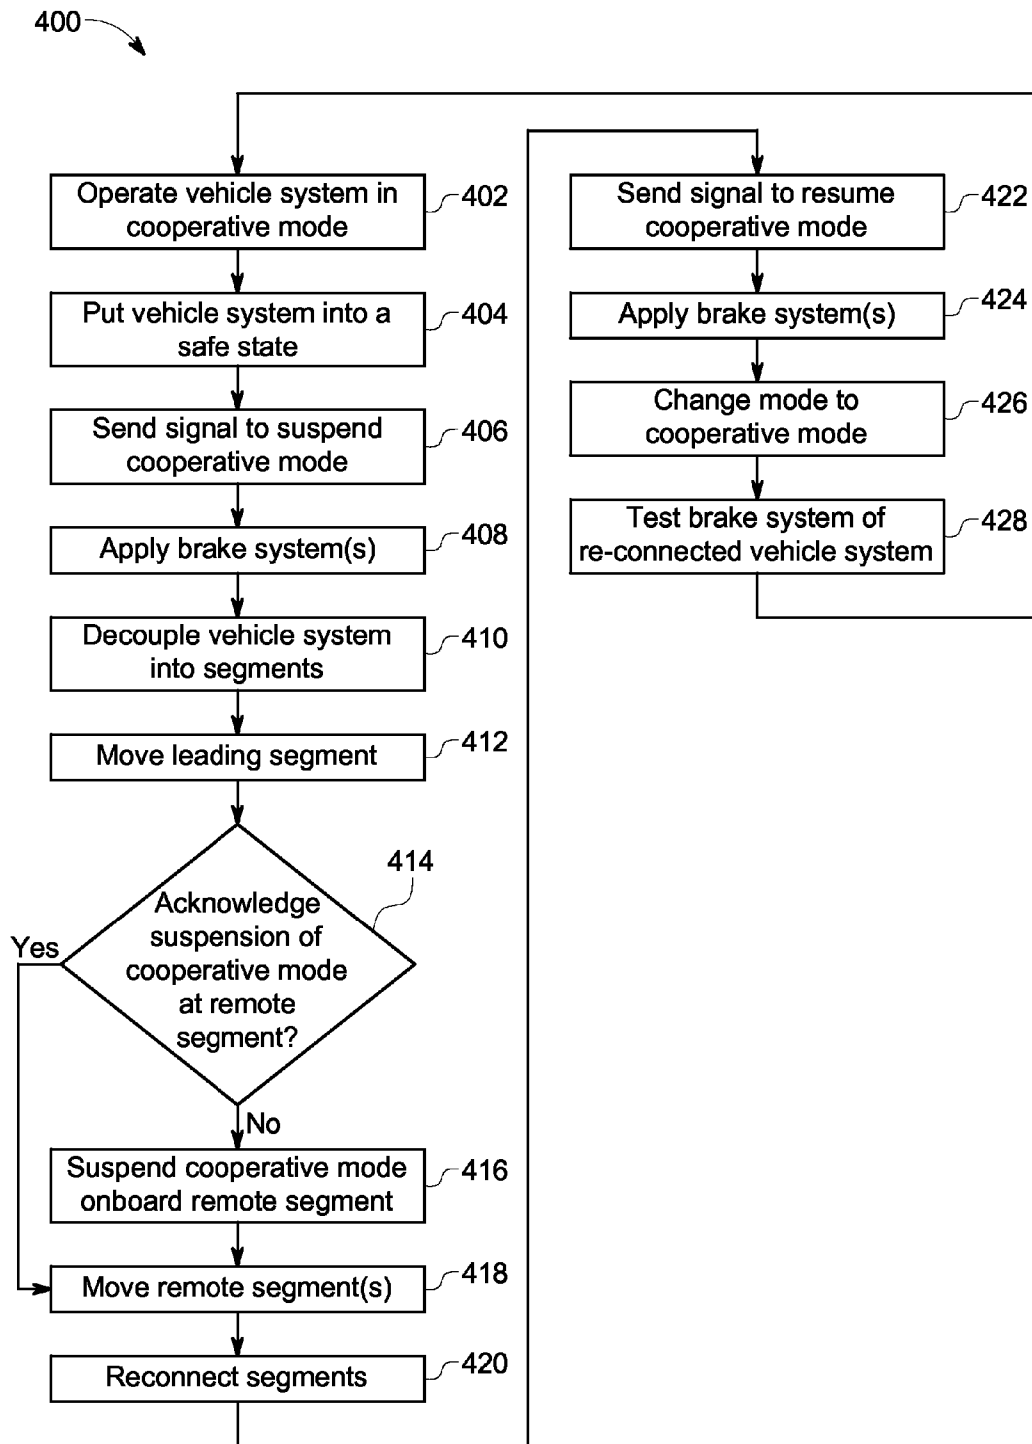 400
Operate vehicle system in
cooperative mode
402
Put vehicle system into a
safe state
404
Send signal to suspend
cooperative mode
406
Apply brake system(s)
408
Decouple vehicle system
into segments
410
Move leading segment
412
414
Acknowledge
suspension of
cooperative mode
at remote
segment?
Yes
No
Suspend cooperative mode
onboard remote segment
416
Move remote segment(s)
418
Reconnect segments
420
Send signal to resume
cooperative mode
422
Apply brake system(s)
424
Change mode to
cooperative mode
426
Test brake system of
re-connected vehicle system
428